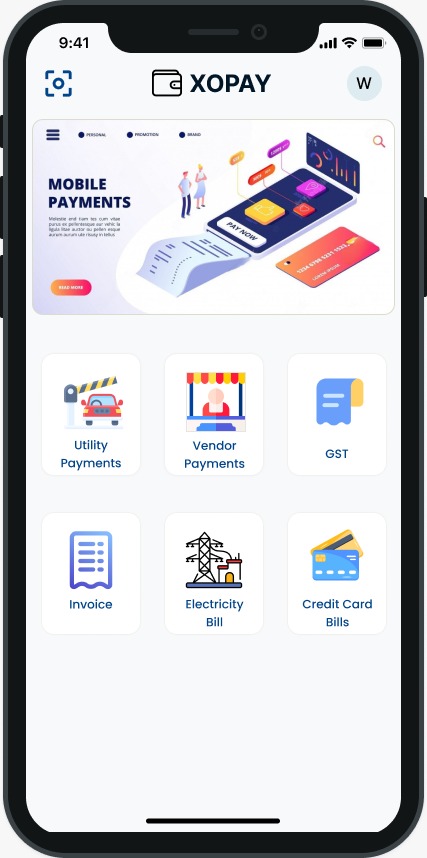 9:41
XOPAY
W
PERSONAL
PROMOTION
BRAND
MOBILE
PAYMENTS
READ MORE
PAY NOW
Utility
Payments
Vendor
Payments
GST
Invoice
Electricity
Bill
Credit Card
Bills